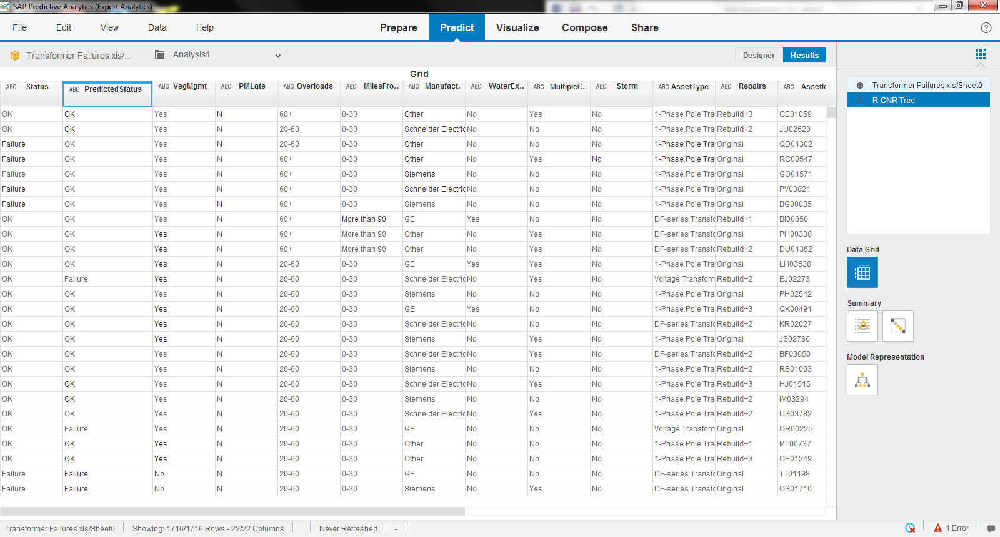 SAP Predictive Analytics (Expert Analytics)
File Edit View Data Help Prepare Predict Visualize Compose Share ?
Transformer Failures.xls/... Analysis1 Designer Results
Grid
ABC Status ABC PredictedStatus ABC VegMgmt ABC PMLate ABC Overloads ABC MilesFro.. ABC Manufact. ABC WaterEx.. ABC MultipleC.. ABC Storm ABC AssetType ABC Repairs ABC AssetId
OK OK Yes N 60+ 0-30 Other No Yes No 1-Phase Pole Tra Rebuild+3 CE01059
OK OK Yes N 20-60 0-30 Schneider Electric No No No 1-Phase Pole Tra Rebuild+2 JU02620
Failure OK Yes N 20-60 0-30 Other No No No 1-Phase Pole Tra Original QD01302
Failure OK Yes N 60+ 0-30 Other No Yes No 1-Phase Pole Tra Original RC00547
Failure OK Yes N 60+ 0-30 Siemens No No No 1-Phase Pole Tra Original GO01571
Failure OK Yes N 60+ 0-30 Schneider Electric No No No 1-Phase Pole Tra Original PV03821
Failure OK Yes N 60+ 0-30 Siemens No No No 1-Phase Pole Tra Original BG00035
OK OK Yes N 60+ More than 90 GE Yes No No DF-series Transfo Rebuild+1 BI00850
OK OK Yes N 60+ More than 90 Other No Yes No DF-series Transfo Original PH00338
OK OK Yes N 60+ More than 90 Other No Yes No DF-series Transfo Rebuild+2 DU01362
OK OK Yes N 20-60 0-30 GE Yes Yes No 1-Phase Pole Tra Original LH03538
OK Failure Yes N 20-60 0-30 Schneider Electric No Yes No Voltage Transform Rebuild+2 EJ02273
OK OK Yes N 20-60 0-30 Siemens No No No 1-Phase Pole Tra Original PH02542
OK OK Yes N 20-60 0-30 GE Yes No No 1-Phase Pole Tra Rebuild+3 QK00491
OK OK Yes N 20-60 0-30 Schneider Electric No No No DF-series Transfo Rebuild+2 KR02027
OK OK Yes N 20-60 0-30 Siemens No Yes No 1-Phase Pole Tra Original JS02786
OK OK Yes N 20-60 0-30 Schneider Electric No Yes No DF-series Transfo Rebuild+2 BF03050
OK OK Yes N 20-60 0-30 Siemens No No No 1-Phase Pole Tra Rebuild+2 RB01003
OK OK Yes N 20-60 0-30 Schneider Electric No Yes No 1-Phase Pole Tra Rebuild+3 HJ01515
OK OK Yes N 20-60 0-30 Siemens No No No 1-Phase Pole Tra Rebuild+2 IM03294
OK OK Yes N 20-60 0-30 Schneider Electric No Yes No 1-Phase Pole Tra Rebuild+2 US03782
OK Failure Yes N 20-60 0-30 GE No No No Voltage Transform Original OR00225
OK OK Yes N 20-60 0-30 Other No No No 1-Phase Pole Tra Rebuild+1 MT00737
OK OK Yes N 20-60 0-30 Other No No No 1-Phase Pole Tra Rebuild+3 OE01249
Failure Failure No N 20-60 0-30 GE No No No DF-series Transfo Original TT01198
Failure Failure No N 20-60 0-30 Siemens No Yes No DF-series Transfo Original OS01710
Transformer Failures.xls/Sheet0
R-CNR Tree
Data Grid
Summary
Model Representation
Transformer Failures.xls/Sheet0 Showing: 1716/1716 Rows - 22/22 Columns Never Refreshed - 1 Error